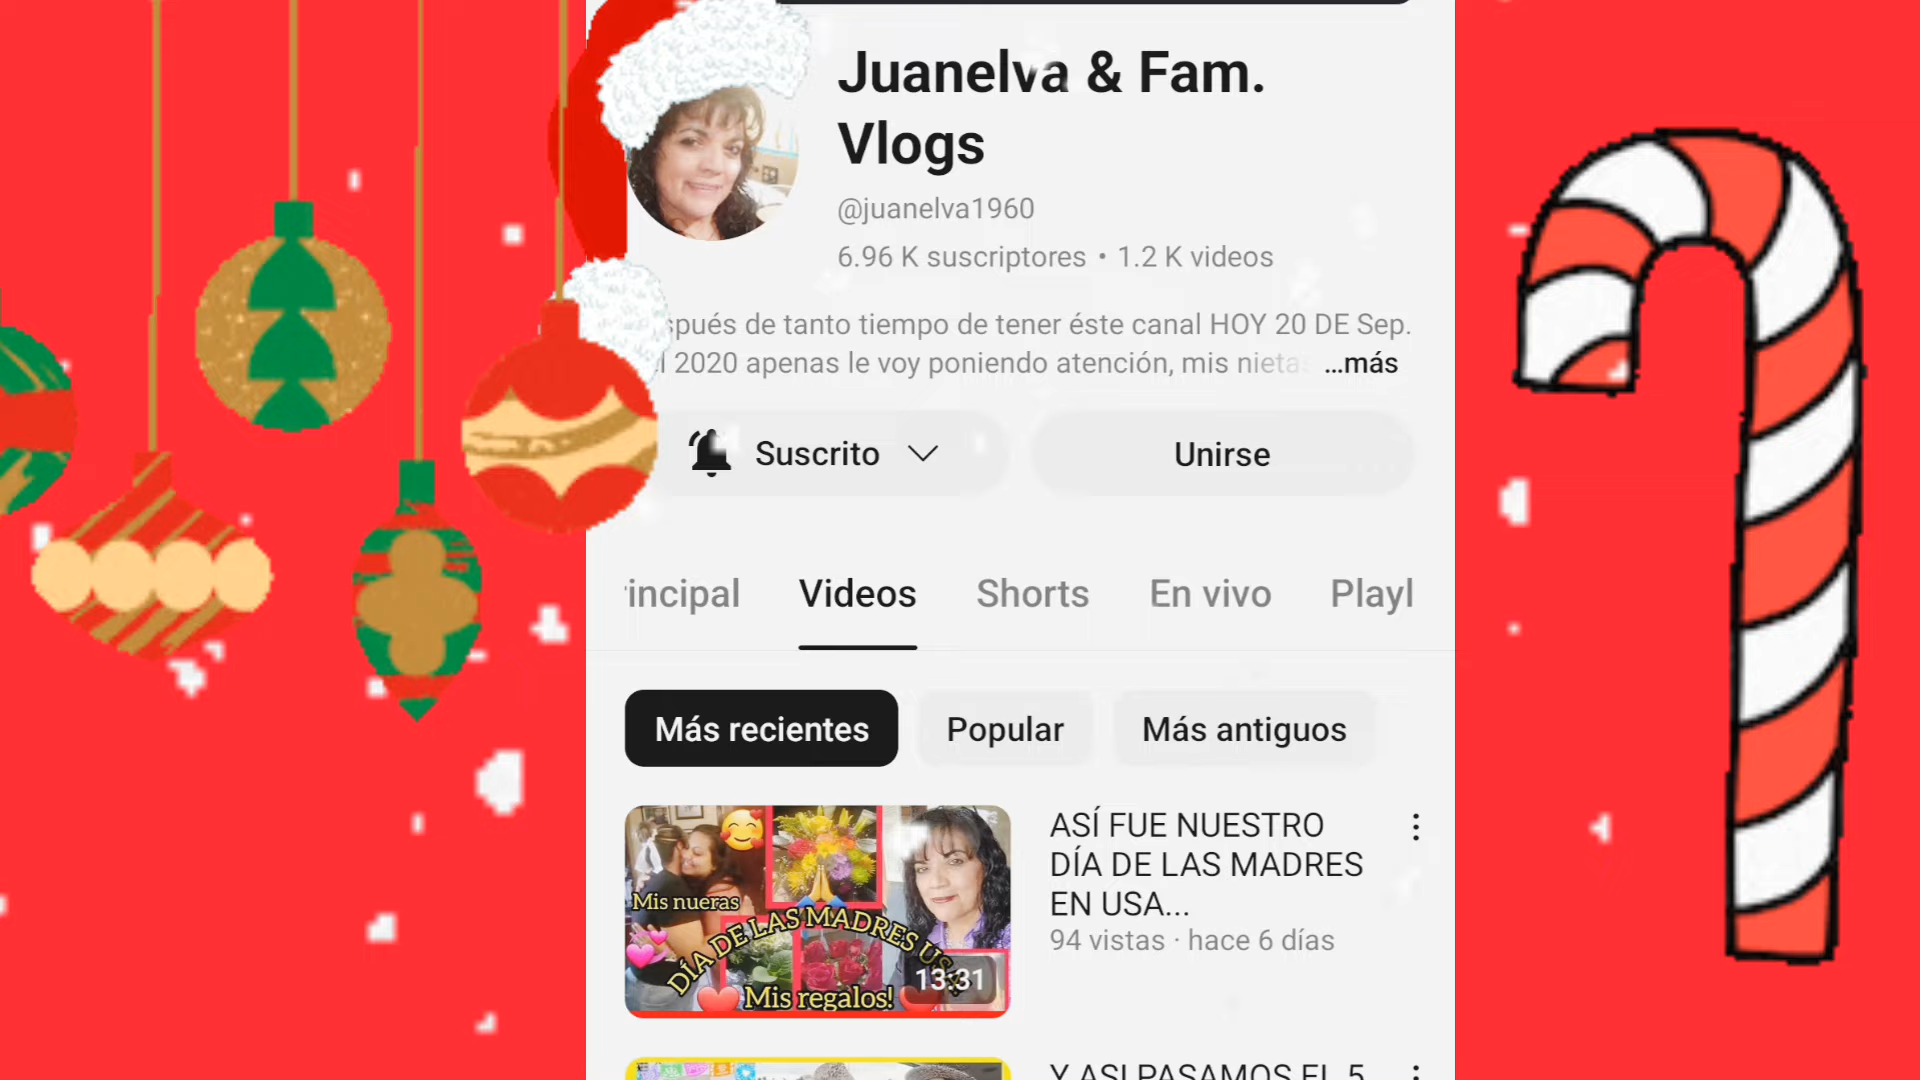 Juanelva & Fam.
Vlogs
@juanelva1960
6.96 K suscriptores • 1.2 K videos
spués de tanto tiempo de tener éste canal HOY 20 DE Sep.
2020 apenas le voy poniendo atención, mis nietas ...más
Suscrito
Unirse
rincipal Videos Shorts En vivo Playl
Más recientes Popular Más antiguos
Mis nueras
DÍA DE LAS MADRES USA
Mis regalos!
13:31
ASÍ FUE NUESTRO
DÍA DE LAS MADRES
EN USA...
94 vistas · hace 6 días
Y ASI PASAMOS EL 5